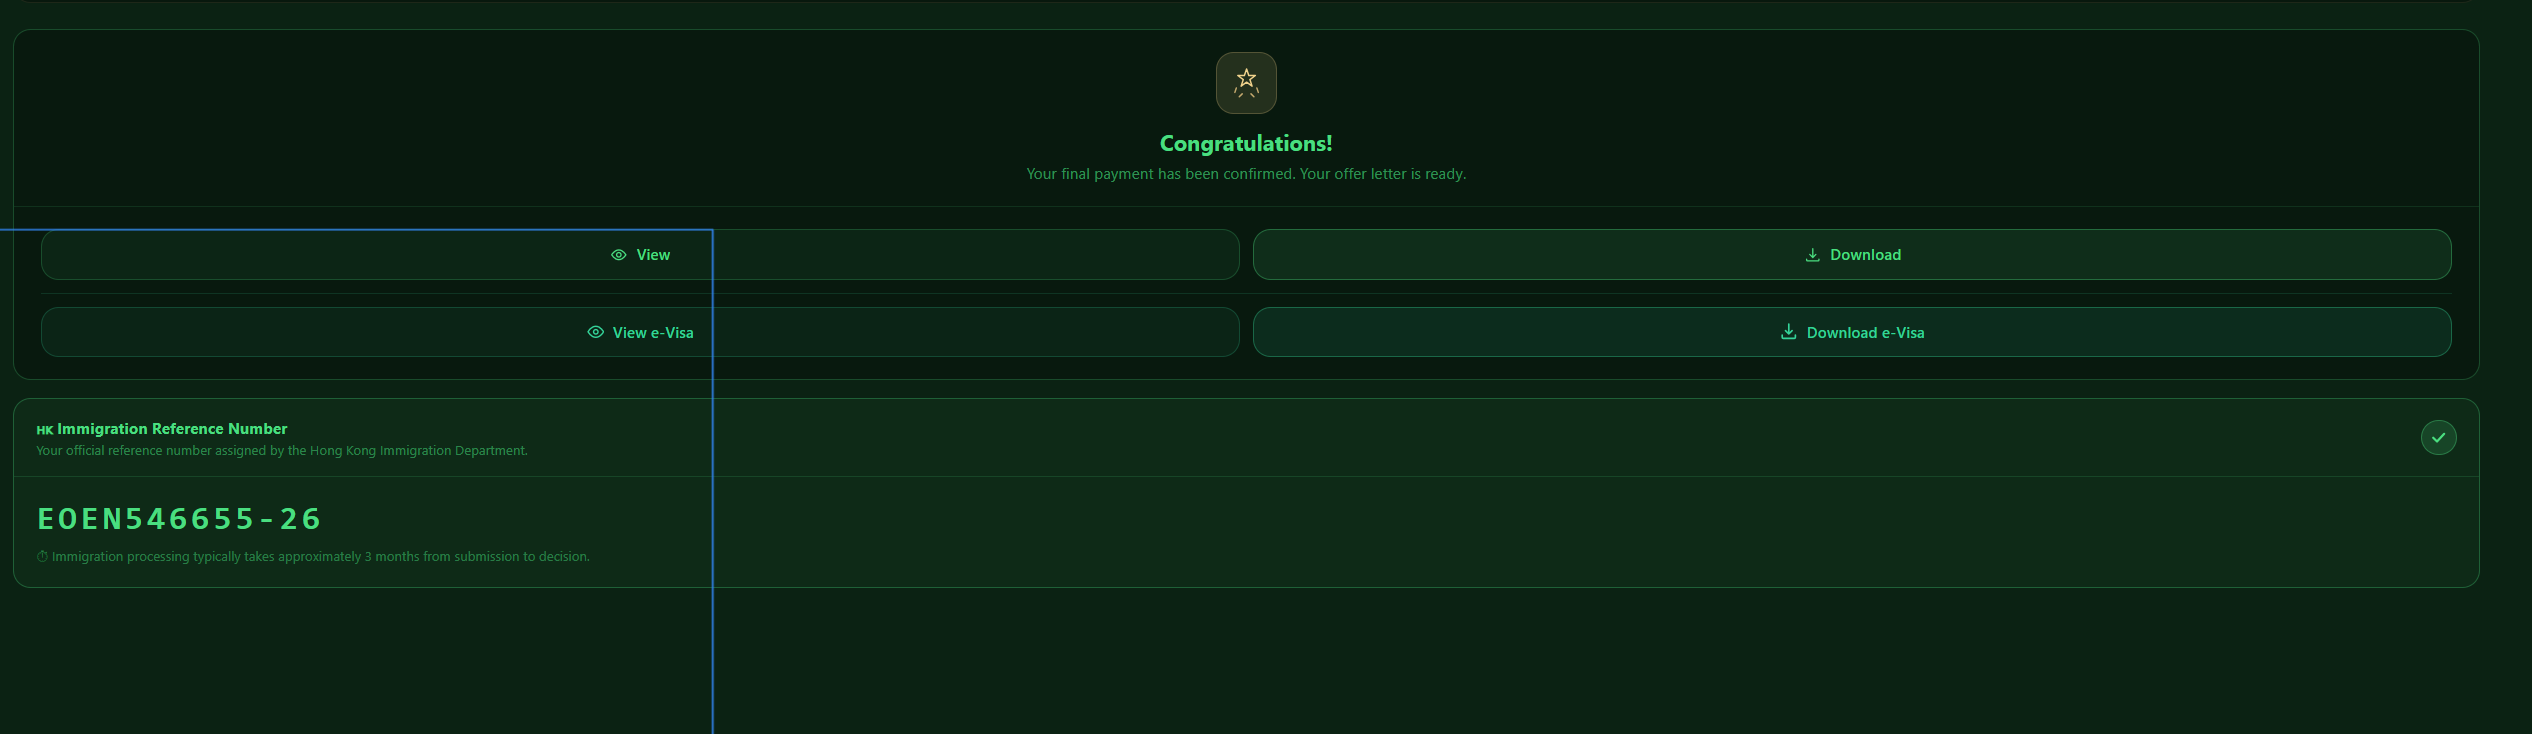 Congratulations!
Your final payment has been confirmed. Your offer letter is ready.
View
Download
View e-Visa
Download e-Visa
HK Immigration Reference Number
Your official reference number assigned by the Hong Kong Immigration Department.
EOEN546655-26
Immigration processing typically takes approximately 3 months from submission to decision.